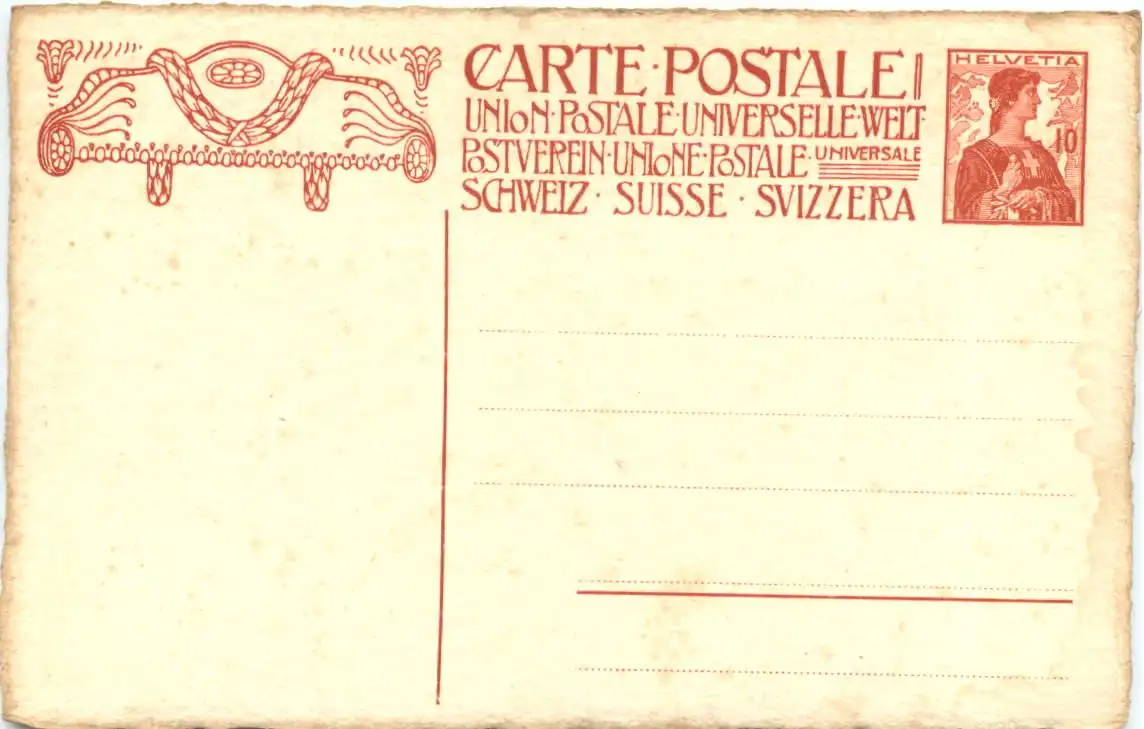 CARTE·POSTALE
UNION·POSTALE·UNIVERSELLE·WELT·
POSTVEREIN·UNIONE·POSTALE·UNIVERSALE
SCHWEIZ · SUISSE · SVIZZERA
HELVETIA
10